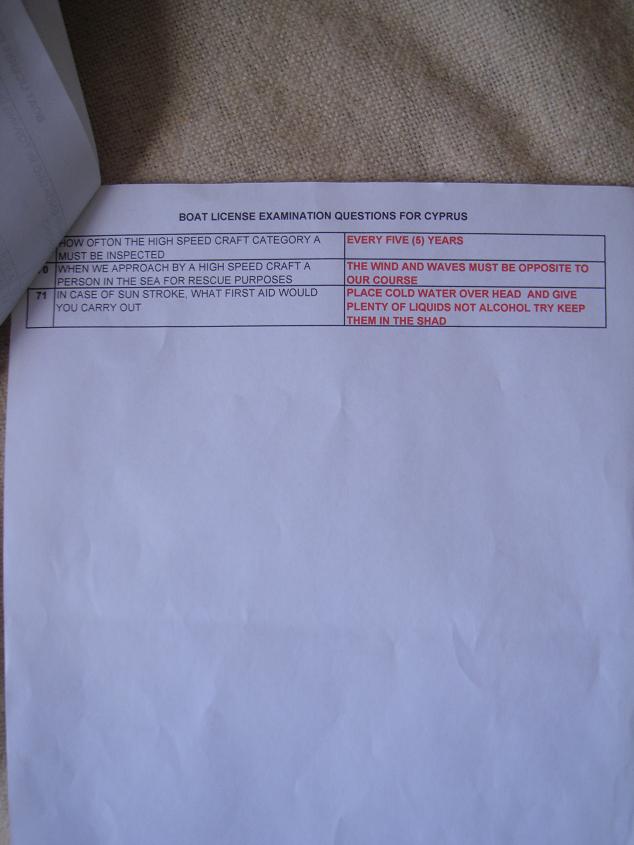 BOAT LICENSE EXAMINATION QUESTIONS FOR CYPRUS
HOW OFTON THE HIGH SPEED CRAFT CATEGORY A
MUST BE INSPECTED
EVERY FIVE (5) YEARS
WHEN WE APPROACH BY A HIGH SPEED CRAFT A
PERSON IN THE SEA FOR RESCUE PURPOSES
THE WIND AND WAVES MUST BE OPPOSITE TO
OUR COURSE
71 IN CASE OF SUN STROKE, WHAT FIRST AID WOULD
YOU CARRY OUT
PLACE COLD WATER OVER HEAD AND GIVE
PLENTY OF LIQUIDS NOT ALCOHOL TRY KEEP
THEM IN THE SHAD